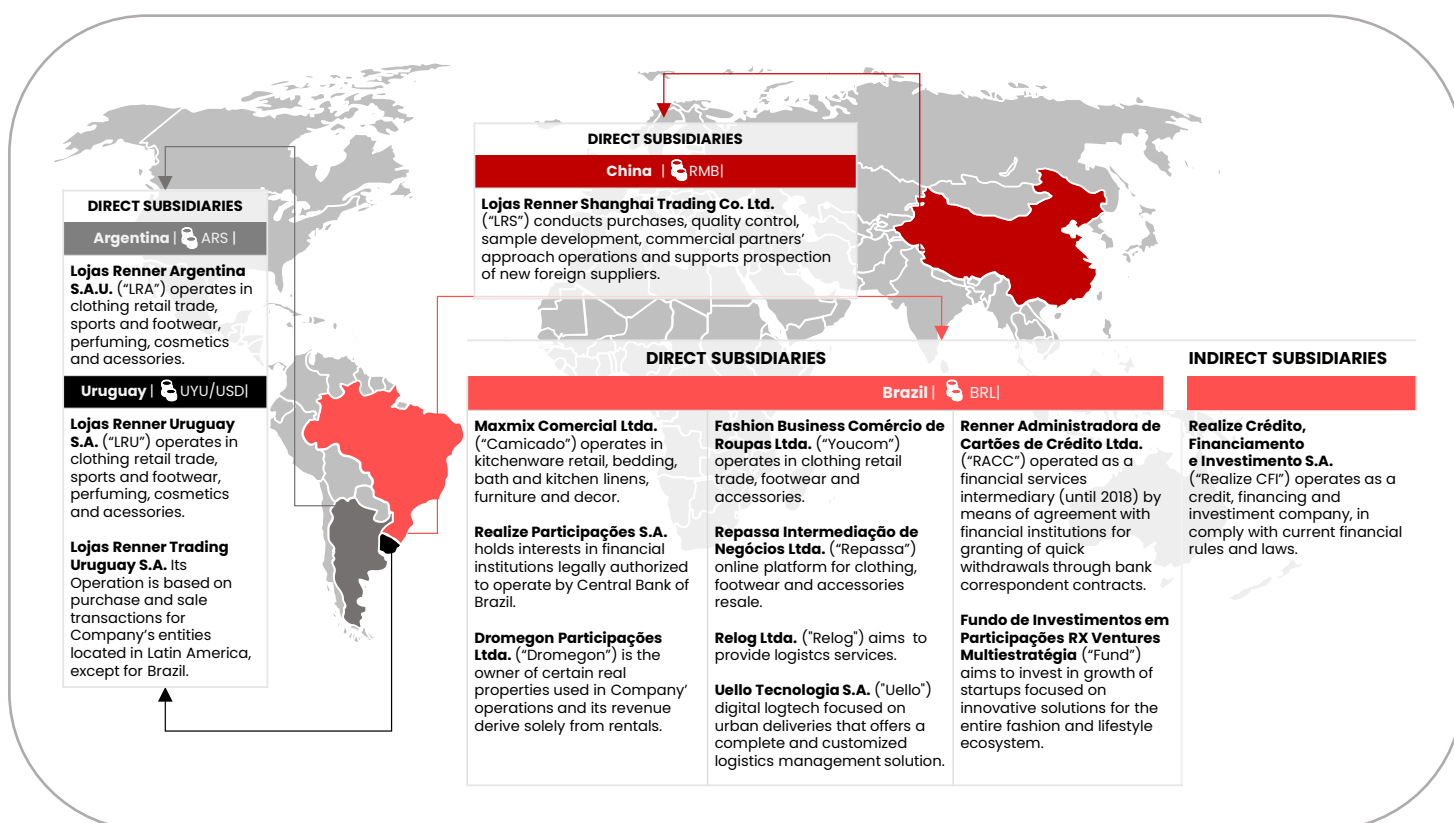 DIRECT SUBSIDIARIES
China | RMB|
Lojas Renner Shanghai Trading Co. Ltd.
(“LRS”) conducts purchases, quality control,
sample development, commercial partners’
approach operations and supports prospection
of new foreign suppliers.
DIRECT SUBSIDIARIES
Argentina | ARS |
Lojas Renner Argentina
S.A.U. (“LRA”) operates in
clothing retail trade,
sports and footwear,
perfuming, cosmetics
and acessories.
Uruguay | UYU/USD|
Lojas Renner Uruguay
S.A. (“LRU”) operates in
clothing retail trade,
sports and footwear,
perfuming, cosmetics
and acessories.
Lojas Renner Trading
Uruguay S.A. Its
Operation is based on
purchase and sale
transactions for
Company’s entities
located in Latin America,
except for Brazil.
DIRECT SUBSIDIARIES
Brazil | BRL|
Maxmix Comercial Ltda.
(“Camicado”) operates in
kitchenware retail, bedding,
bath and kitchen linens,
furniture and decor.
Realize Participações S.A.
holds interests in financial
institutions legally authorized
to operate by Central Bank of
Brazil.
Dromegon Participações
Ltda. (“Dromegon”) is the
owner of certain real
properties used in Company’
operations and its revenue
derive solely from rentals.
Fashion Business Comércio de
Roupas Ltda. (“Youcom”)
operates in clothing retail
trade, footwear and
accessories.
Repassa Intermediação de
Negócios Ltda. (“Repassa”)
online platform for clothing,
footwear and accessories
resale.
Relog Ltda. ("Relog") aims to
provide logistcs services.
Uello Tecnologia S.A. ("Uello")
digital logtech focused on
urban deliveries that offers a
complete and customized
logistics management solution.
Renner Administradora de
Cartões de Crédito Ltda.
(“RACC”) operated as a
financial services
intermediary (until 2018) by
means of agreement with
financial institutions for
granting of quick
withdrawals through bank
correspondent contracts.
Fundo de Investimentos em
Participações RX Ventures
Multiestratégia (“Fund”)
aims to invest in growth of
startups focused on
innovative solutions for the
entire fashion and lifestyle
ecosystem.
INDIRECT SUBSIDIARIES
Realize Crédito,
Financiamento
e Investimento S.A.
(“Realize CFI”) operates as a
credit, financing and
investiment company, in
comply with current financial
rules and laws.